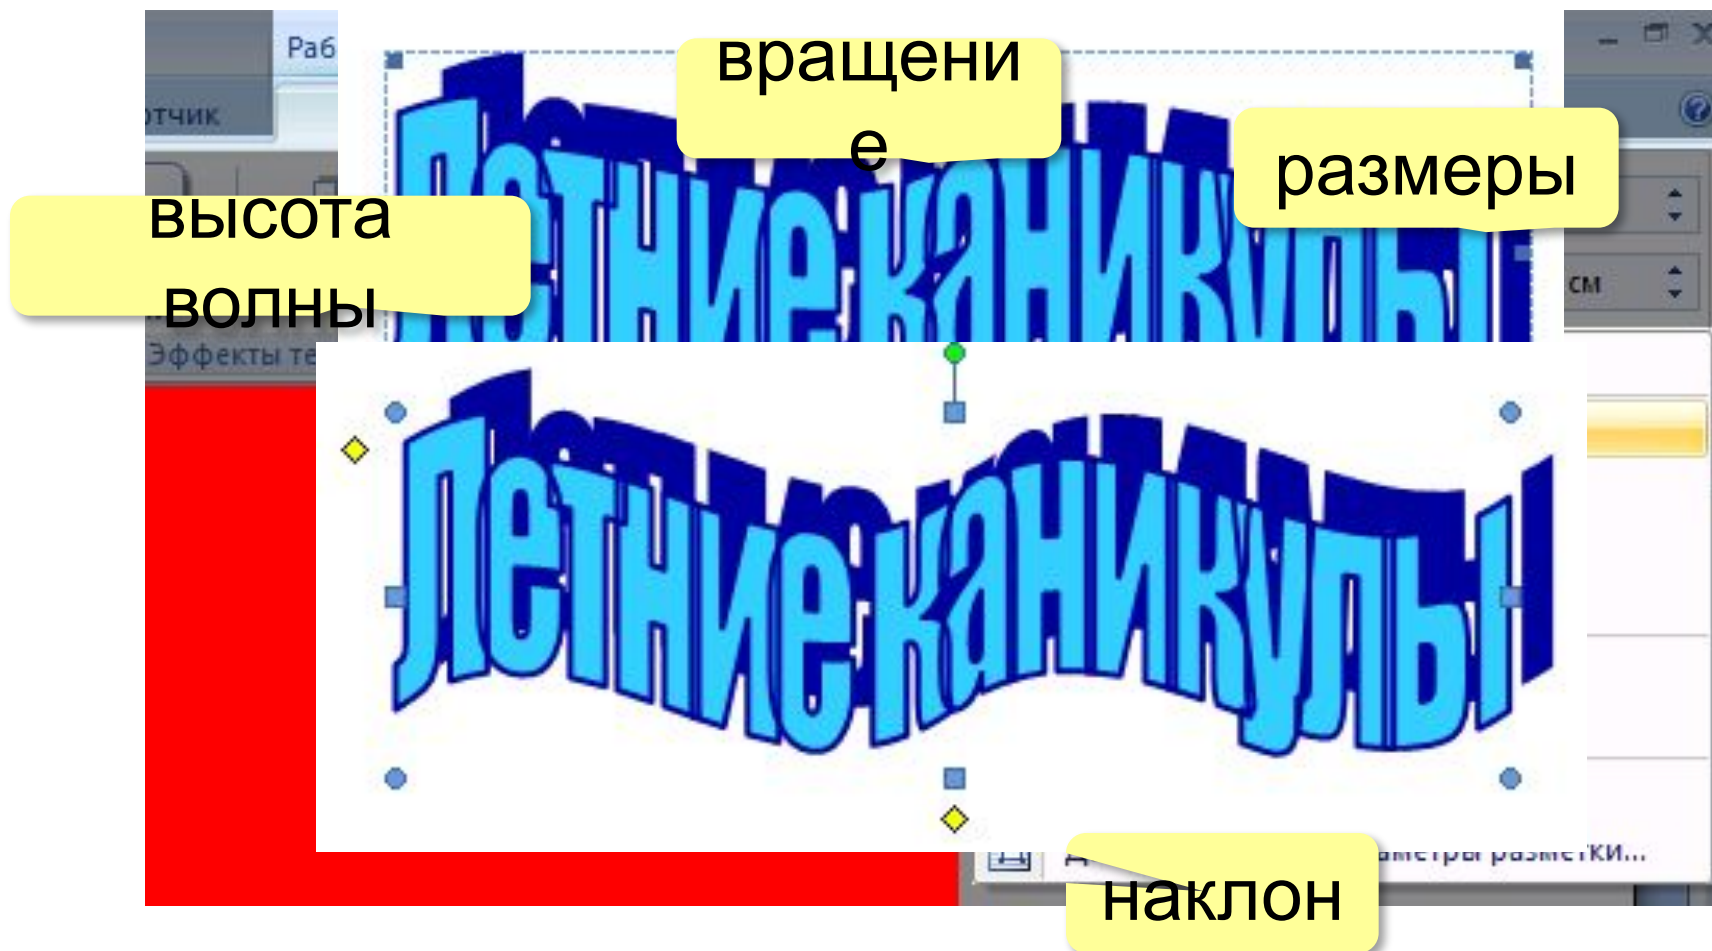 Раб
вращени
е
отчик
размеры
высота
волны
Летние каникулы
см
Эффекты те
Летние каникулы
аметры разметки...
наклон